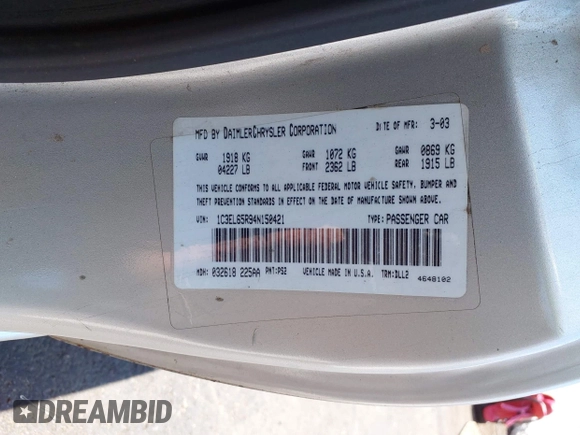 MFD BY DAIMLERCHRYSLER CORPORATION DATE OF MFR: 3-03
GVWR 1918 KG GAWR 1072 KG GAWR 0869 KG
04227 LB FRONT 2362 LB REAR 1915 LB
THIS VEHICLE CONFORMS TO ALL APPLICABLE FEDERAL MOTOR VEHICLE SAFETY, BUMPER AND
THEFT PREVENTION STANDARDS IN EFFECT ON THE DATE OF MANUFACTURE SHOWN ABOVE.
VIN: 1C3EL65R94N150421 TYPE: PASSENGER CAR
MDH: 032618 225AA PNT:PS2 VEHICLE MADE IN U.S.A. TRM:DLL2
4648102
DREAMBID